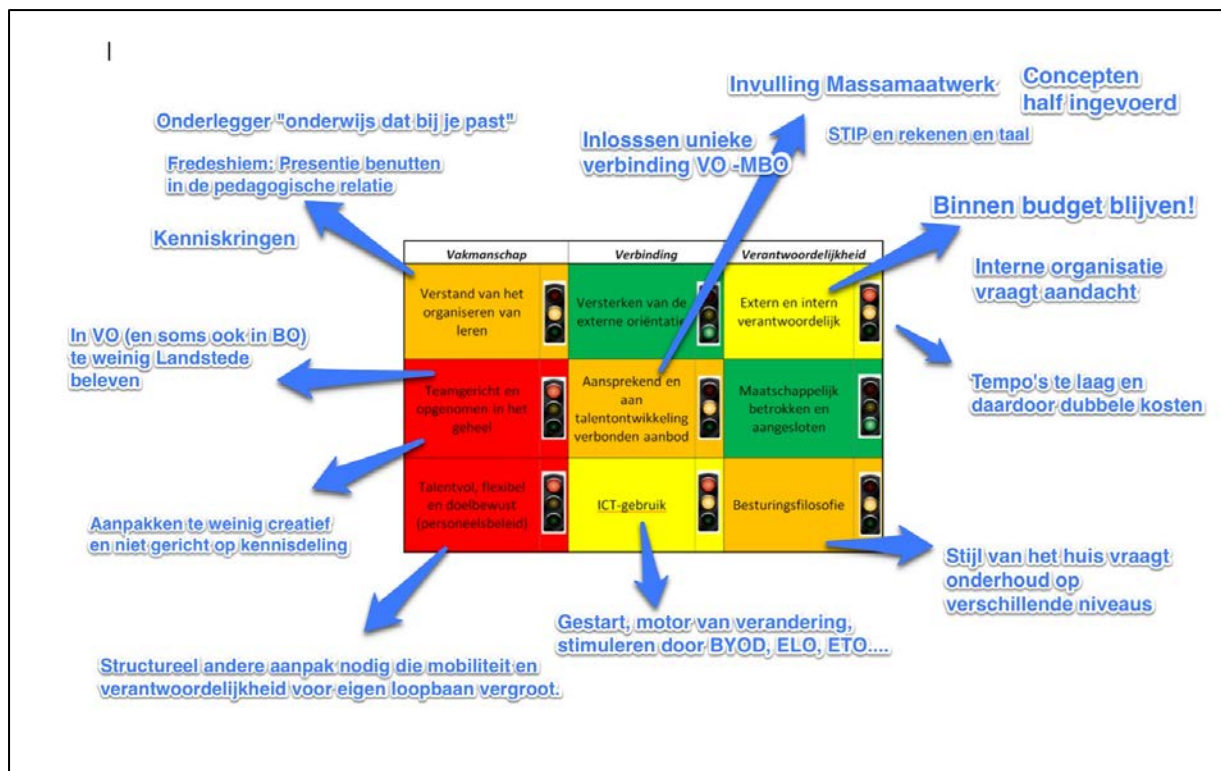 Invulling Massamaatwerk
Concepten
half ingevoerd
Onderlegger "onderwijs dat bij je past"
Inlosssen unieke
verbinding VO -MBO
STIP en rekenen en taal
Fredeshiem: Presentie benutten
in de pedagogische relatie
Binnen budget blijven!
Kenniskringen
Interne organisatie
vraagt aandacht
Vakmanschap
Verbinding
Verantwoordelijkheid
Verstand van het
organiseren van
leren
Versterken van de
externe oriëntatie
Extern en intern
verantwoordelijk
In VO (en soms ook in BO)
te weinig Landstede
beleven
Tempo's te laag en
daardoor dubbele kosten
Teamgericht en
opgenomen in het
geheel
Aansprekend en
aan
talentontwikkeling
verbonden aanbod
Maatschappelijk
betrokken en
aangesloten
Talentvol, flexibel
en doelbewust
(personeelsbeleid)
ICT-gebruik
Besturingsfilosofie
Aanpakken te weinig creatief
en niet gericht op kennisdeling
Stijl van het huis vraagt
onderhoud op
verschillende niveaus
Gestart, motor van verandering,
stimuleren door BYOD, ELO, ETO....
Structureel andere aanpak nodig die mobiliteit en
verantwoordelijkheid voor eigen loopbaan vergroot.